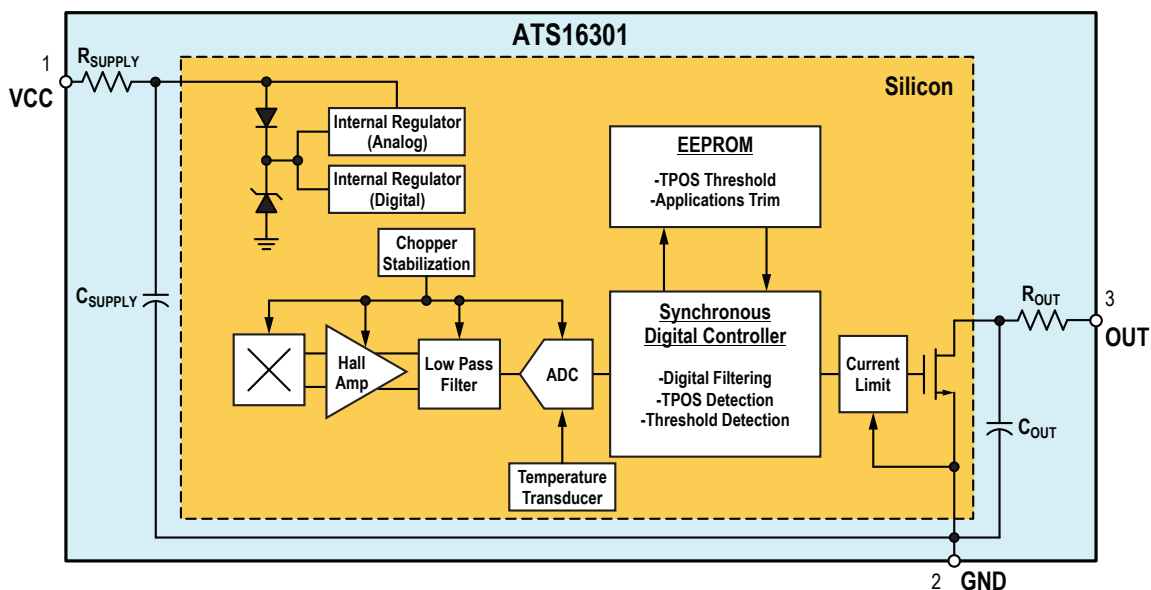 ATS16301
1
RSUPPLY
VCC
Silicon
Internal Regulator
(Analog)
Internal Regulator
(Digital)
EEPROM
-TPOS Threshold
-Applications Trim
Chopper
Stabilization
CSUPPLY
Hall
Amp
Low Pass
Filter
ADC
Synchronous
Digital Controller
-Digital Filtering
-TPOS Detection
-Threshold Detection
Current
Limit
ROUT
3
OUT
COUT
Temperature
Transducer
2
GND